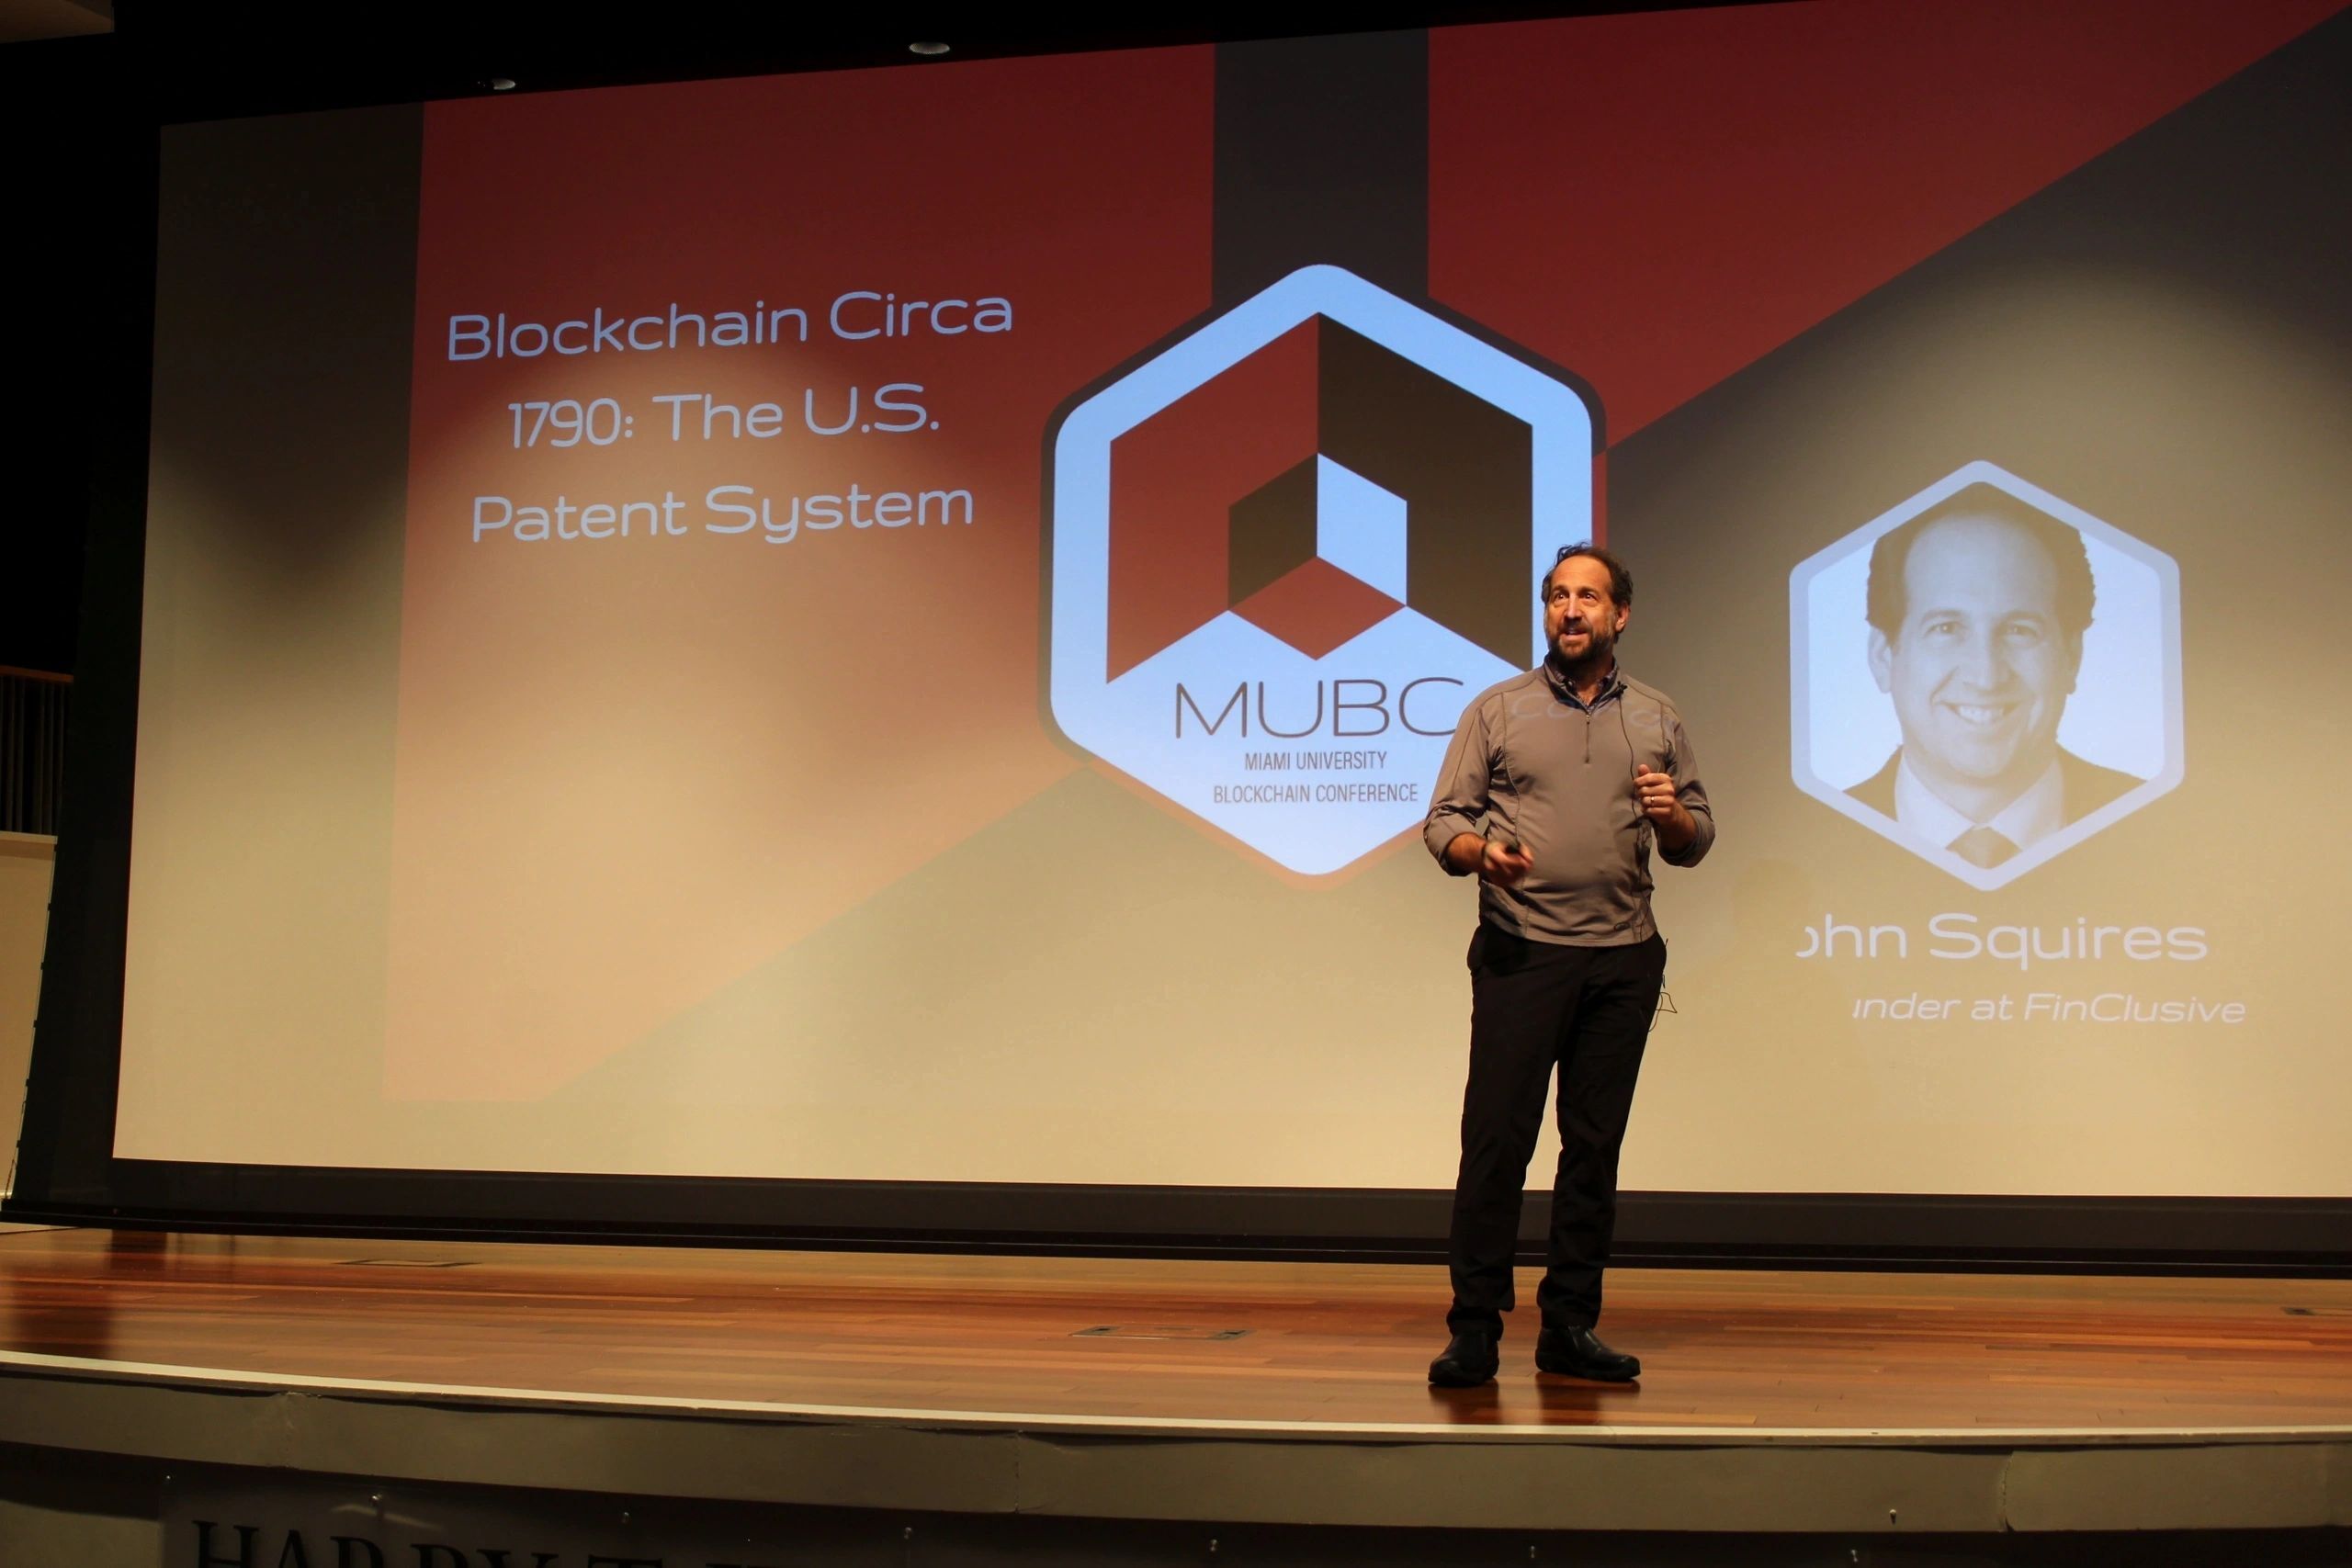 Blockchain Circa
1790: The U.S.
Patent System
MUBC
MIAMI UNIVERSITY
BLOCKCHAIN CONFERENCE
ohn Squires
under at FinClusive